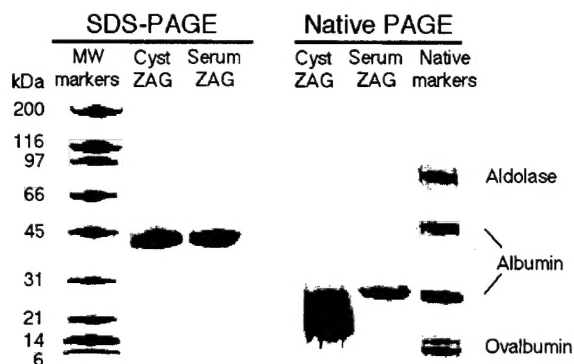 SDS-PAGE
Native PAGE
MW markers
Cyst ZAG
Serum ZAG
Cyst ZAG
Serum ZAG
Native markers
kDa
200
116
97
66
45
31
21
14
6
Aldolase
Albumin
Ovalbumin